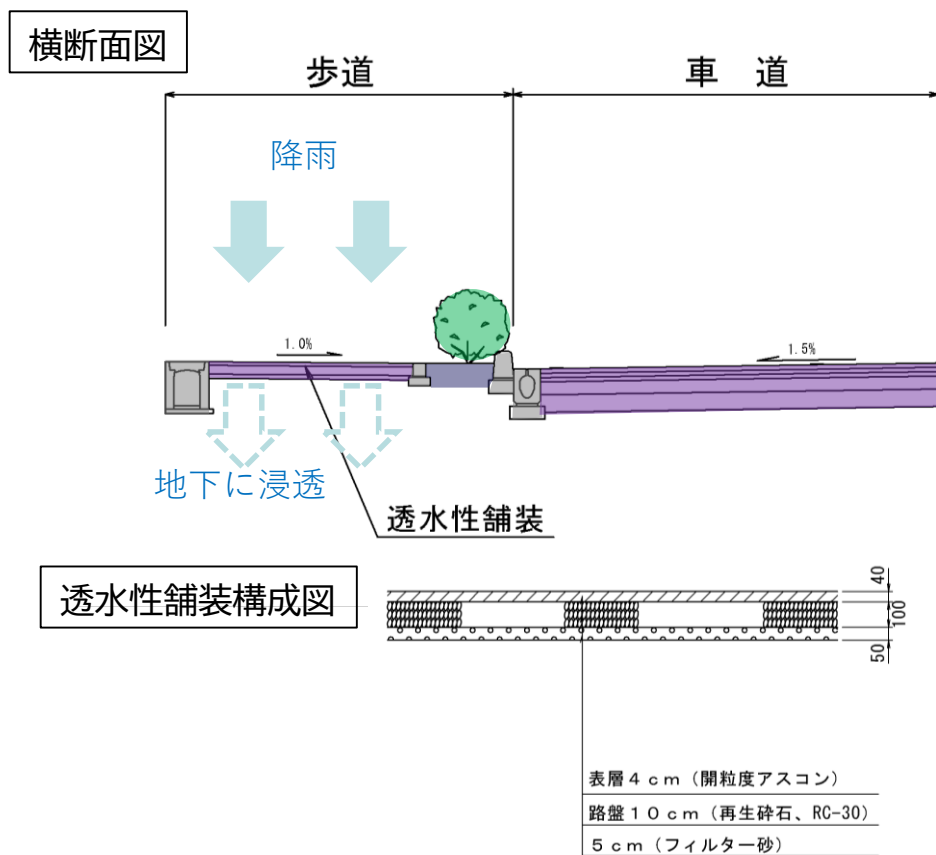 横断面図
歩道
車 道
降雨
1.0%
1.5%
地下に浸透
透水性舗装
透水性舗装構成図
40
100
50
表層4cm(開粒度アスコン)
路盤10cm(再生砕石、RC-30)
5cm(フィルター砂)